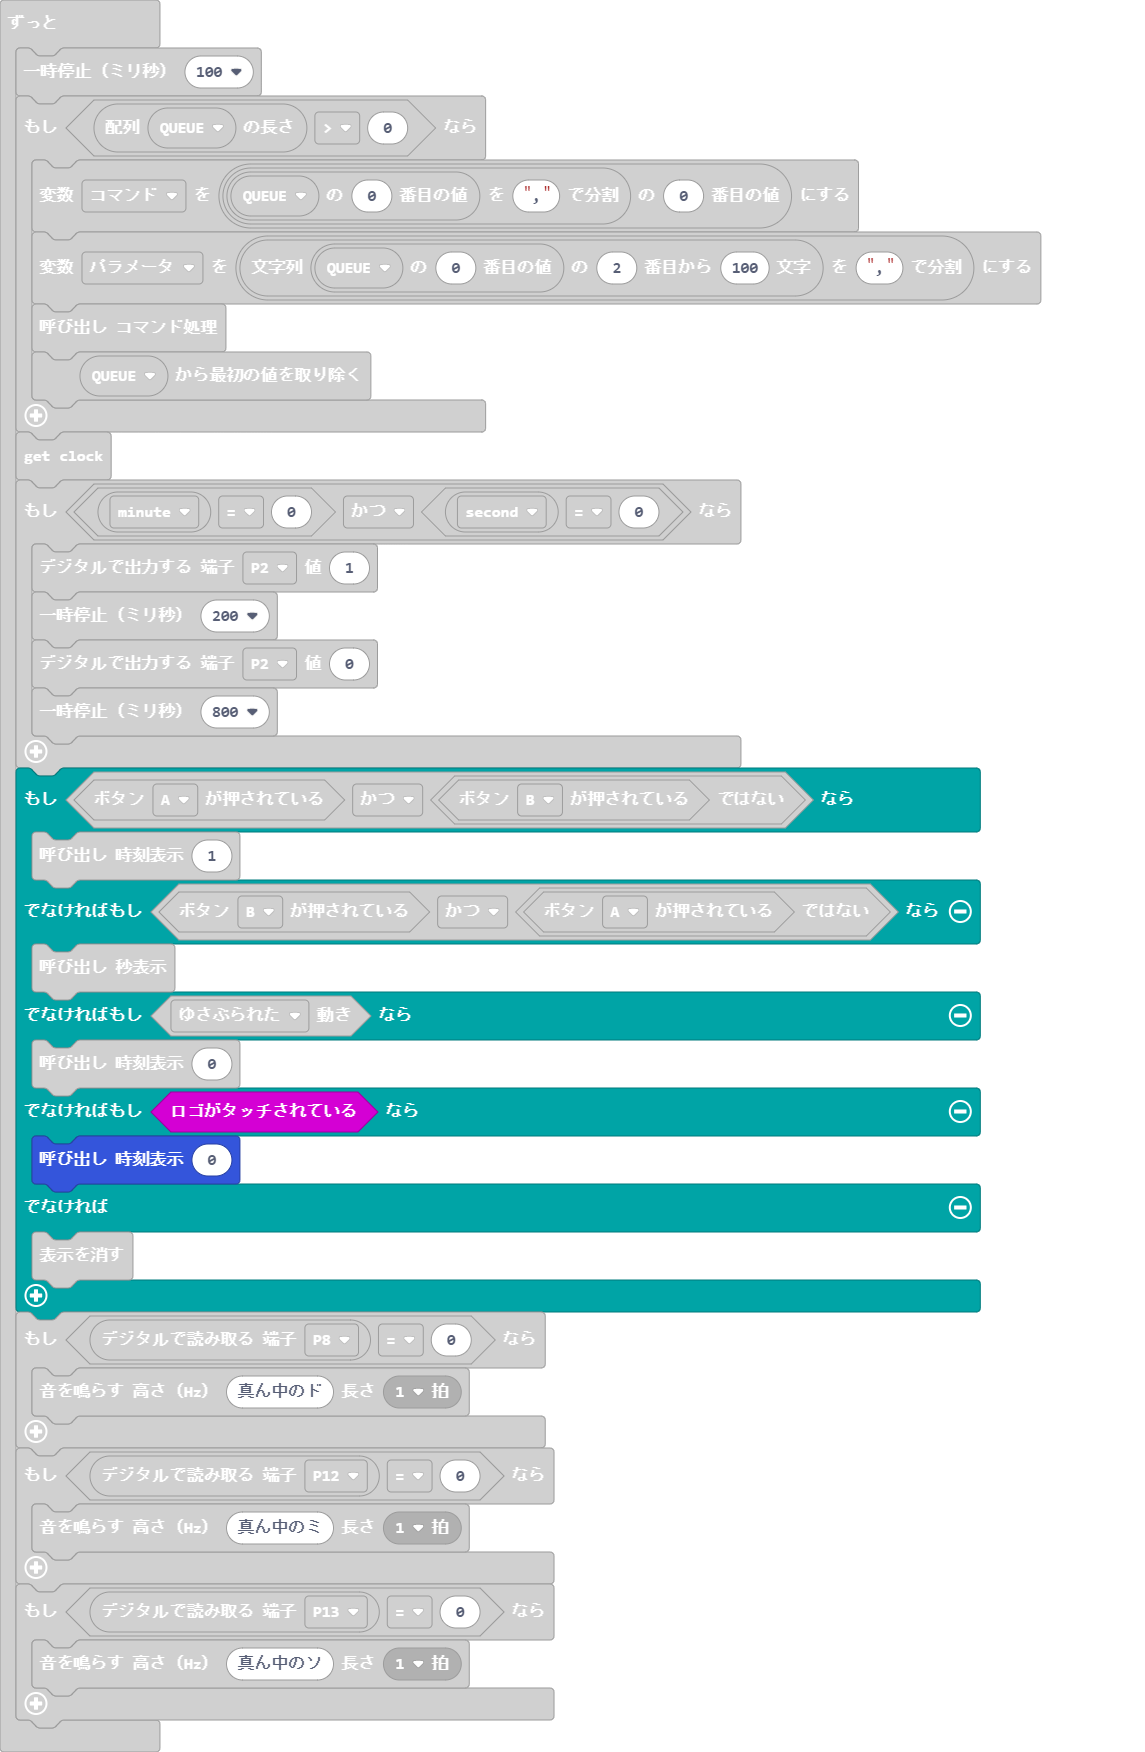 ずっと
一時停止（ミリ秒） 100
もし 配列 QUEUE の長さ > 0 なら
変数 コマンド を QUEUE の 0 番目の値 を "," で分割 の 0 番目の値 にする
変数 パラメータ を 文字列 QUEUE の 0 番目の値 の 2 番目から 100 文字 を "," で分割 にする
呼び出し コマンド処理
QUEUE から最初の値を取り除く
get clock
もし minute = 0 かつ second = 0 なら
デジタルで出力する 端子 P2 値 1
一時停止（ミリ秒） 200
デジタルで出力する 端子 P2 値 0
一時停止（ミリ秒） 800
もし ボタン A が押されている かつ ボタン B が押されている ではない なら
呼び出し 時刻表示 1
でなければもし ボタン B が押されている かつ ボタン A が押されている ではない なら
呼び出し 秒表示
でなければもし ゆさぶられた 動き なら
呼び出し 時刻表示 0
でなければもし ロゴがタッチされている なら
呼び出し 時刻表示 0
でなければ
表示を消す
もし デジタルで読み取る 端子 P8 = 0 なら
音を鳴らす 高さ（Hz） 真ん中のド 長さ 1 拍
もし デジタルで読み取る 端子 P12 = 0 なら
音を鳴らす 高さ（Hz） 真ん中のミ 長さ 1 拍
もし デジタルで読み取る 端子 P13 = 0 なら
音を鳴らす 高さ（Hz） 真ん中のソ 長さ 1 拍